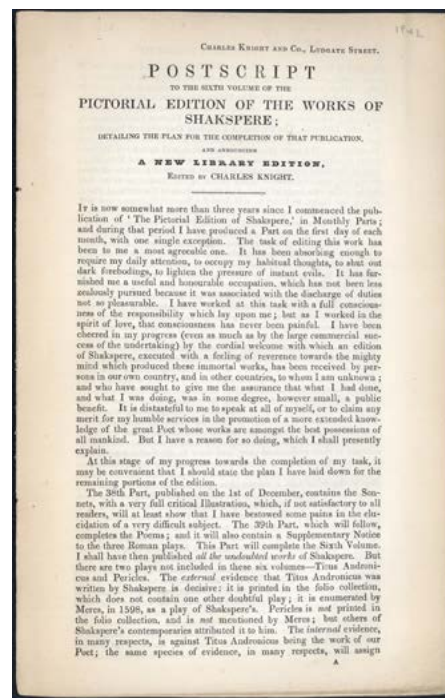 1842
CHARLES KNIGHT AND CO., LUDGATE STREET.
POSTSCRIPT
TO THE SIXTH VOLUME OF THE
PICTORIAL EDITION OF THE WORKS OF
SHAKSPERE;
DETAILING THE PLAN FOR THE COMPLETION OF THAT PUBLICATION,
AND ANNOUNCING
A NEW LIBRARY EDITION,
EDITED BY CHARLES KNIGHT.
IT is now somewhat more than three years since I commenced the pub-
lication of 'The Pictorial Edition of Shakspere,' in Monthly Parts;
and during that period I have produced a Part on the first day of each
month, with one single exception. The task of editing this work has
been to me a most agreeable one. It has been absorbing enough to
require my daily attention, to occupy my habitual thoughts, to shut out
dark forebodings, to lighten the pressure of instant evils. It has fur-
nished me a useful and honourable occupation, which has not been less
zealously pursued because it was associated with the discharge of duties
not so pleasurable. I have worked at this task with a full conscious-
ness of the responsibility which lay upon me; but as I worked in the
spirit of love, that consciousness has never been painful. I have been
cheered in my progress (even as much as by the large commercial suc-
cess of the undertaking) by the cordial welcome with which an edition
of Shakspere, executed with a feeling of reverence towards the mighty
mind which produced these immortal works, has been received by per-
sons in our own country, and in other countries, to whom I am unknown;
and who have sought to give me the assurance that what I had done,
and what I was doing, was in some degree, however small, a public
benefit. It is distasteful to me to speak at all of myself, or to claim any
merit for my humble services in the promotion of a more extended know-
ledge of the great Poet whose works are amongst the best possessions of
all mankind. But I have a reason for so doing, which I shall presently
explain.
At this stage of my progress towards the completion of my task, it
may be convenient that I should state the plan I have laid down for the
remaining portions of the edition.
The 38th Part, published on the 1st of December, contains the Son-
nets, with a very full critical Illustration, which, if not satisfactory to all
readers, will at least show that I have bestowed some pains in the elu-
cidation of a very difficult subject. The 39th Part, which will follow,
completes the Poems; and it will also contain a Supplementary Notice
to the three Roman plays. This Part will complete the Sixth Volume.
I shall have then published all the undoubted works of Shakspere. But
there are two plays not included in these six volumes—Titus Androni-
cus and Pericles. The external evidence that Titus Andronicus was
written by Shakspere is decisive: it is printed in the folio collection,
which does not contain one other doubtful play; it is enumerated by
Meres, in 1598, as a play of Shakspere's. Pericles is not printed in
the folio collection, and is not mentioned by Meres; but others of
Shakspere's contemporaries attributed it to him. The internal evidence,
in many respects, is against Titus Andronicus being the work of our
Poet; the same species of evidence, in many respects, will assign
A